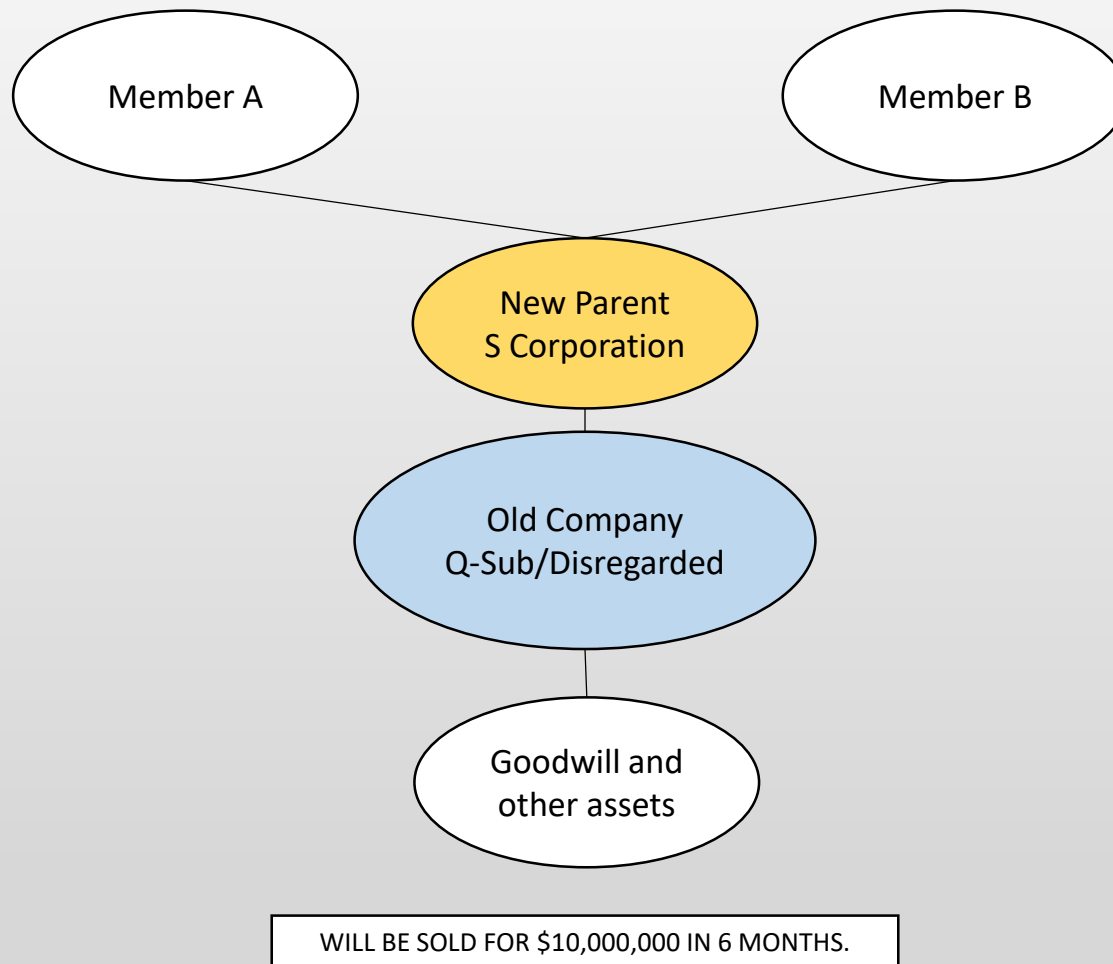 Member A
Member B
New Parent
S Corporation
Old Company
Q-Sub/Disregarded
Goodwill and
other assets
WILL BE SOLD FOR $10,000,000 IN 6 MONTHS.